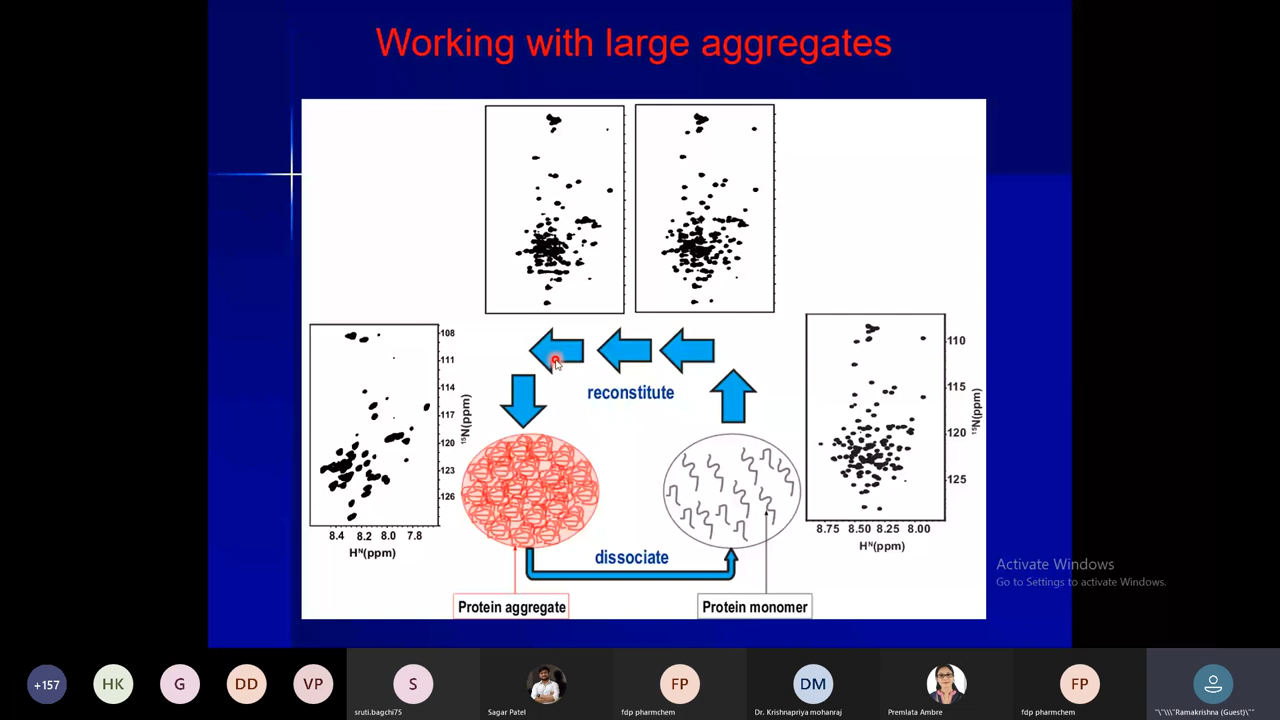 Working with large aggregates
108
111
114
117
120
123
126
¹⁵N(ppm)
8.4 8.2 8.0 7.8
Hᴺ(ppm)
reconstitute
dissociate
Protein aggregate
Protein monomer
110
115
120
125
¹⁵N(ppm)
8.75 8.50 8.25 8.00
Hᴺ(ppm)
Activate Windows
Go to Settings to activate Windows.
+157
HK
G
DD
VP
S
sruti.bagchi75
Sagar Patel
FP
fdp pharmchem
DM
Dr. Krishnapriya mohanraj
Premlata Ambre
FP
fdp pharmchem
"\"\\\"Ramakrishna (Guest)\""